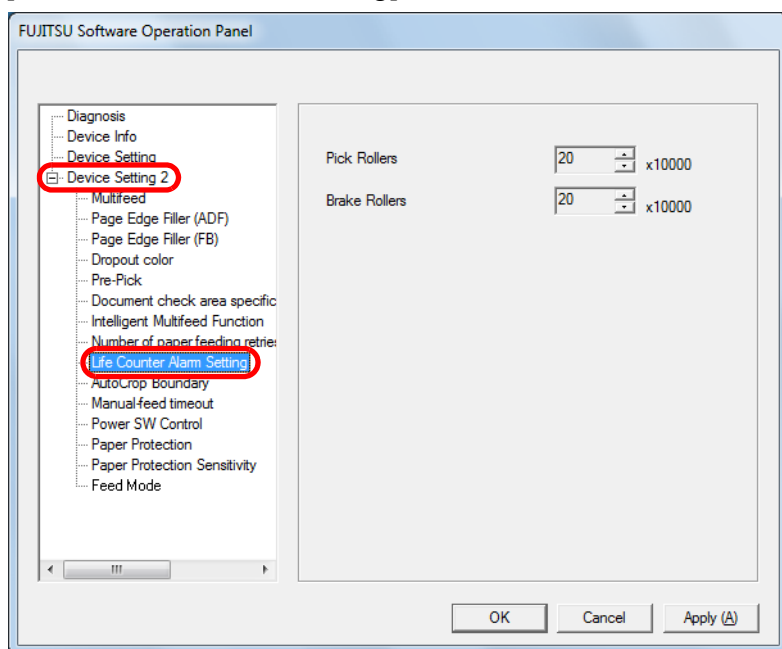 FUJITSU Software Operation Panel
Diagnosis
Device Info
Device Setting
Device Setting 2
Multifeed
Page Edge Filler (ADF)
Page Edge Filler (FB)
Dropout color
Pre-Pick
Document check area specific
Intelligent Multifeed Function
Number of paper feeding retries
Life Counter Alarm Setting
AutoCrop Boundary
Manual-feed timeout
Power SW Control
Paper Protection
Paper Protection Sensitivity
Feed Mode
Pick Rollers 20 x10000
Brake Rollers 20 x10000
OK Cancel Apply (A)